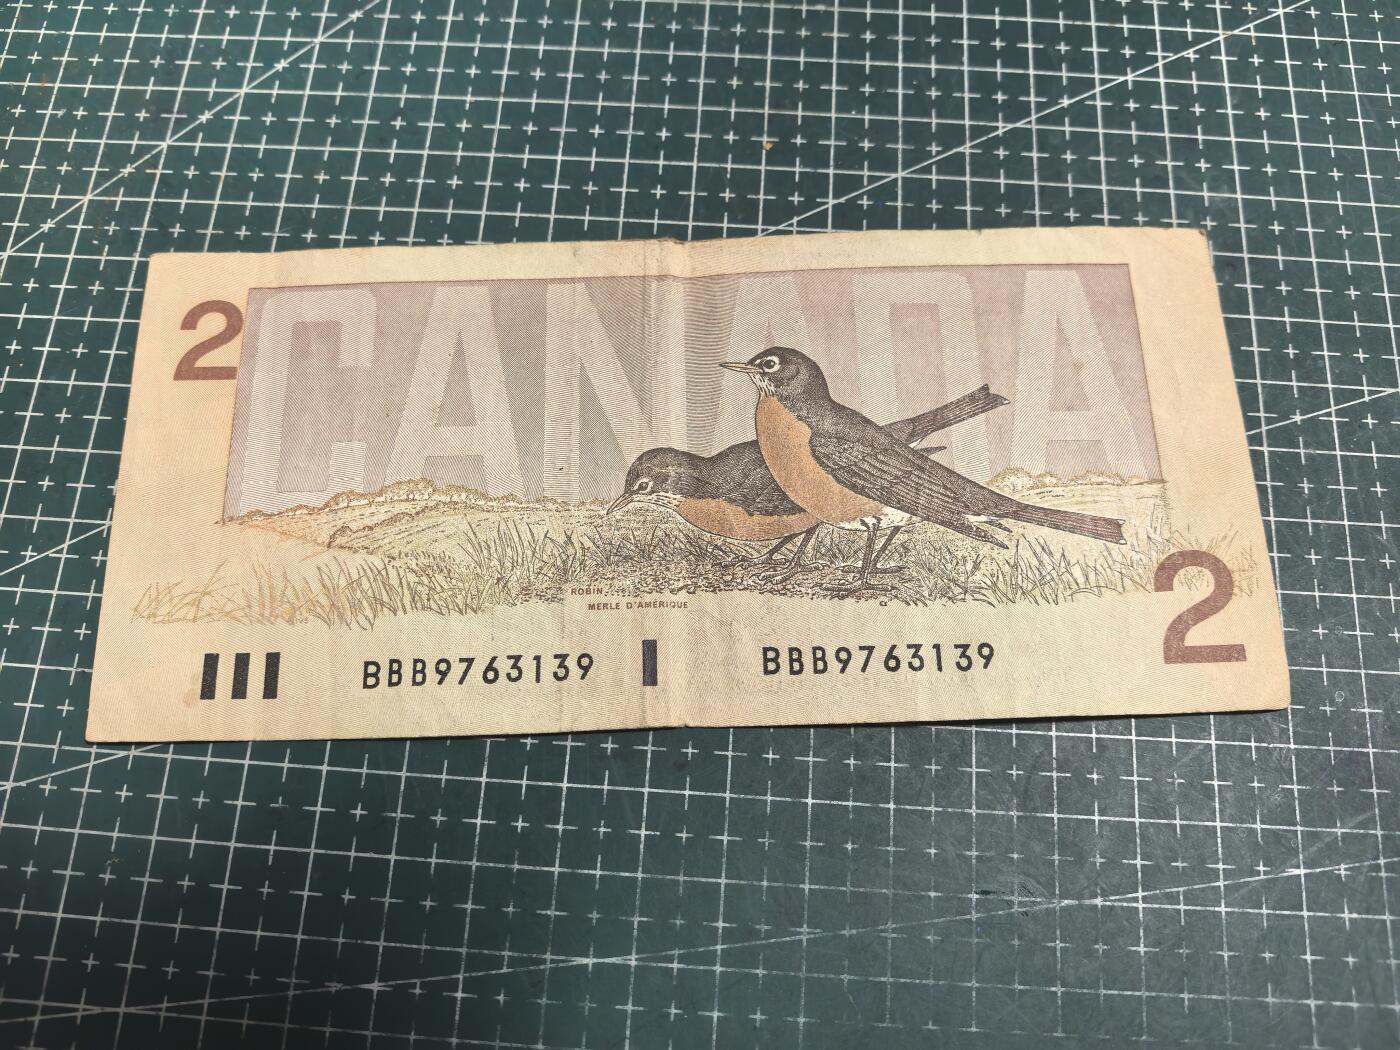 CANADA
2
ROBIN
MERLE D'AMÉRIQUE
2
BBB9763139 BBB9763139